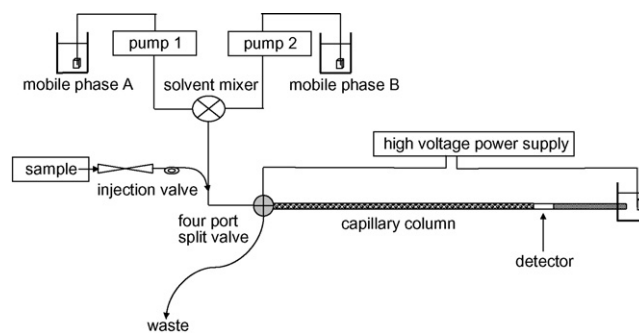 pump 1
pump 2
mobile phase A
solvent mixer
mobile phase B
high voltage power supply
sample
injection valve
four port
split valve
capillary column
detector
waste